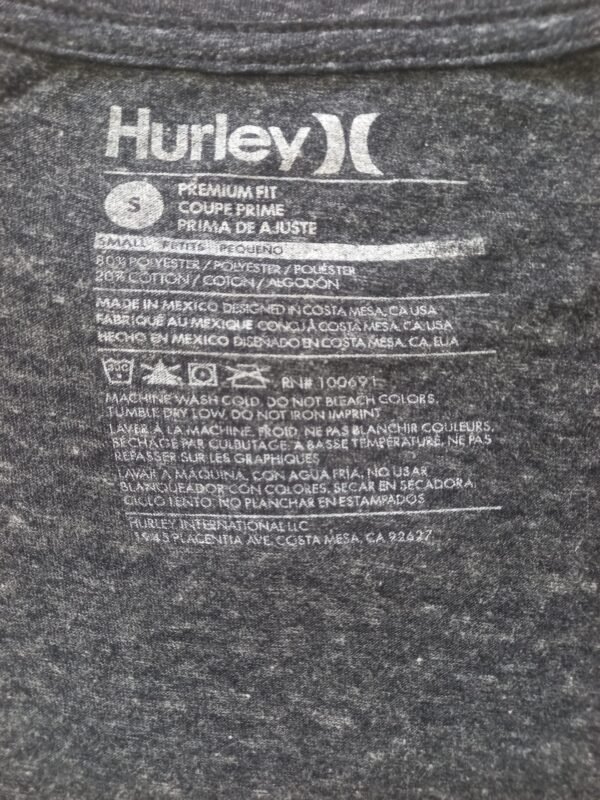 Hurley
S
PREMIUM FIT
COUPE PRIME
PRIMA DE AJUSTE
SMALL PETITS PEQUEÑO
80% POLYESTER / POLYESTER / POLIÉSTER
20% COTTON / COTON / ALGODÓN
MADE IN MEXICO DESIGNED IN COSTA MESA, CA USA
FABRIQUÉ AU MEXIQUE CONÇU À COSTA MESA, CA USA
HECHO EN MEXICO DISEÑADO EN COSTA MESA, CA, EUA
30C
RN# 100691
MACHINE WASH COLD, DO NOT BLEACH COLORS,
TUMBLE DRY LOW, DO NOT IRON IMPRINT
LAVER À LA MACHINE, FROID, NE PAS BLANCHIR COULEURS,
SÉCHAGE PAR CULBUTAGE À BASSE TEMPÉRATURE, NE PAS
REPASSER SUR LES GRAPHIQUES
LAVAR A MÁQUINA, CON AGUA FRÍA, NO USAR
BLANQUEADOR CON COLORES, SECAR EN SECADORA,
CICLO LENTO, NO PLANCHAR EN ESTAMPADOS
HURLEY INTERNATIONAL LLC
1945 PLACENTIA AVE, COSTA MESA, CA 92627